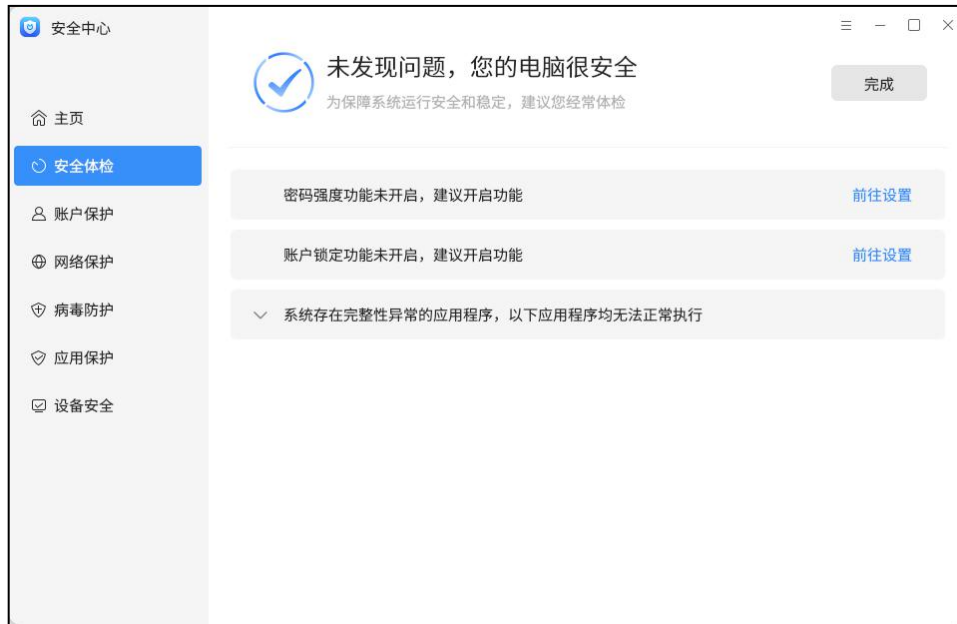 安全中心
主页
安全体检
账户保护
网络保护
病毒防护
应用保护
设备安全
未发现问题，您的电脑很安全
为保障系统运行安全和稳定，建议您经常体检
完成
密码强度功能未开启，建议开启功能 前往设置
账户锁定功能未开启，建议开启功能 前往设置
系统存在完整性异常的应用程序，以下应用程序均无法正常执行